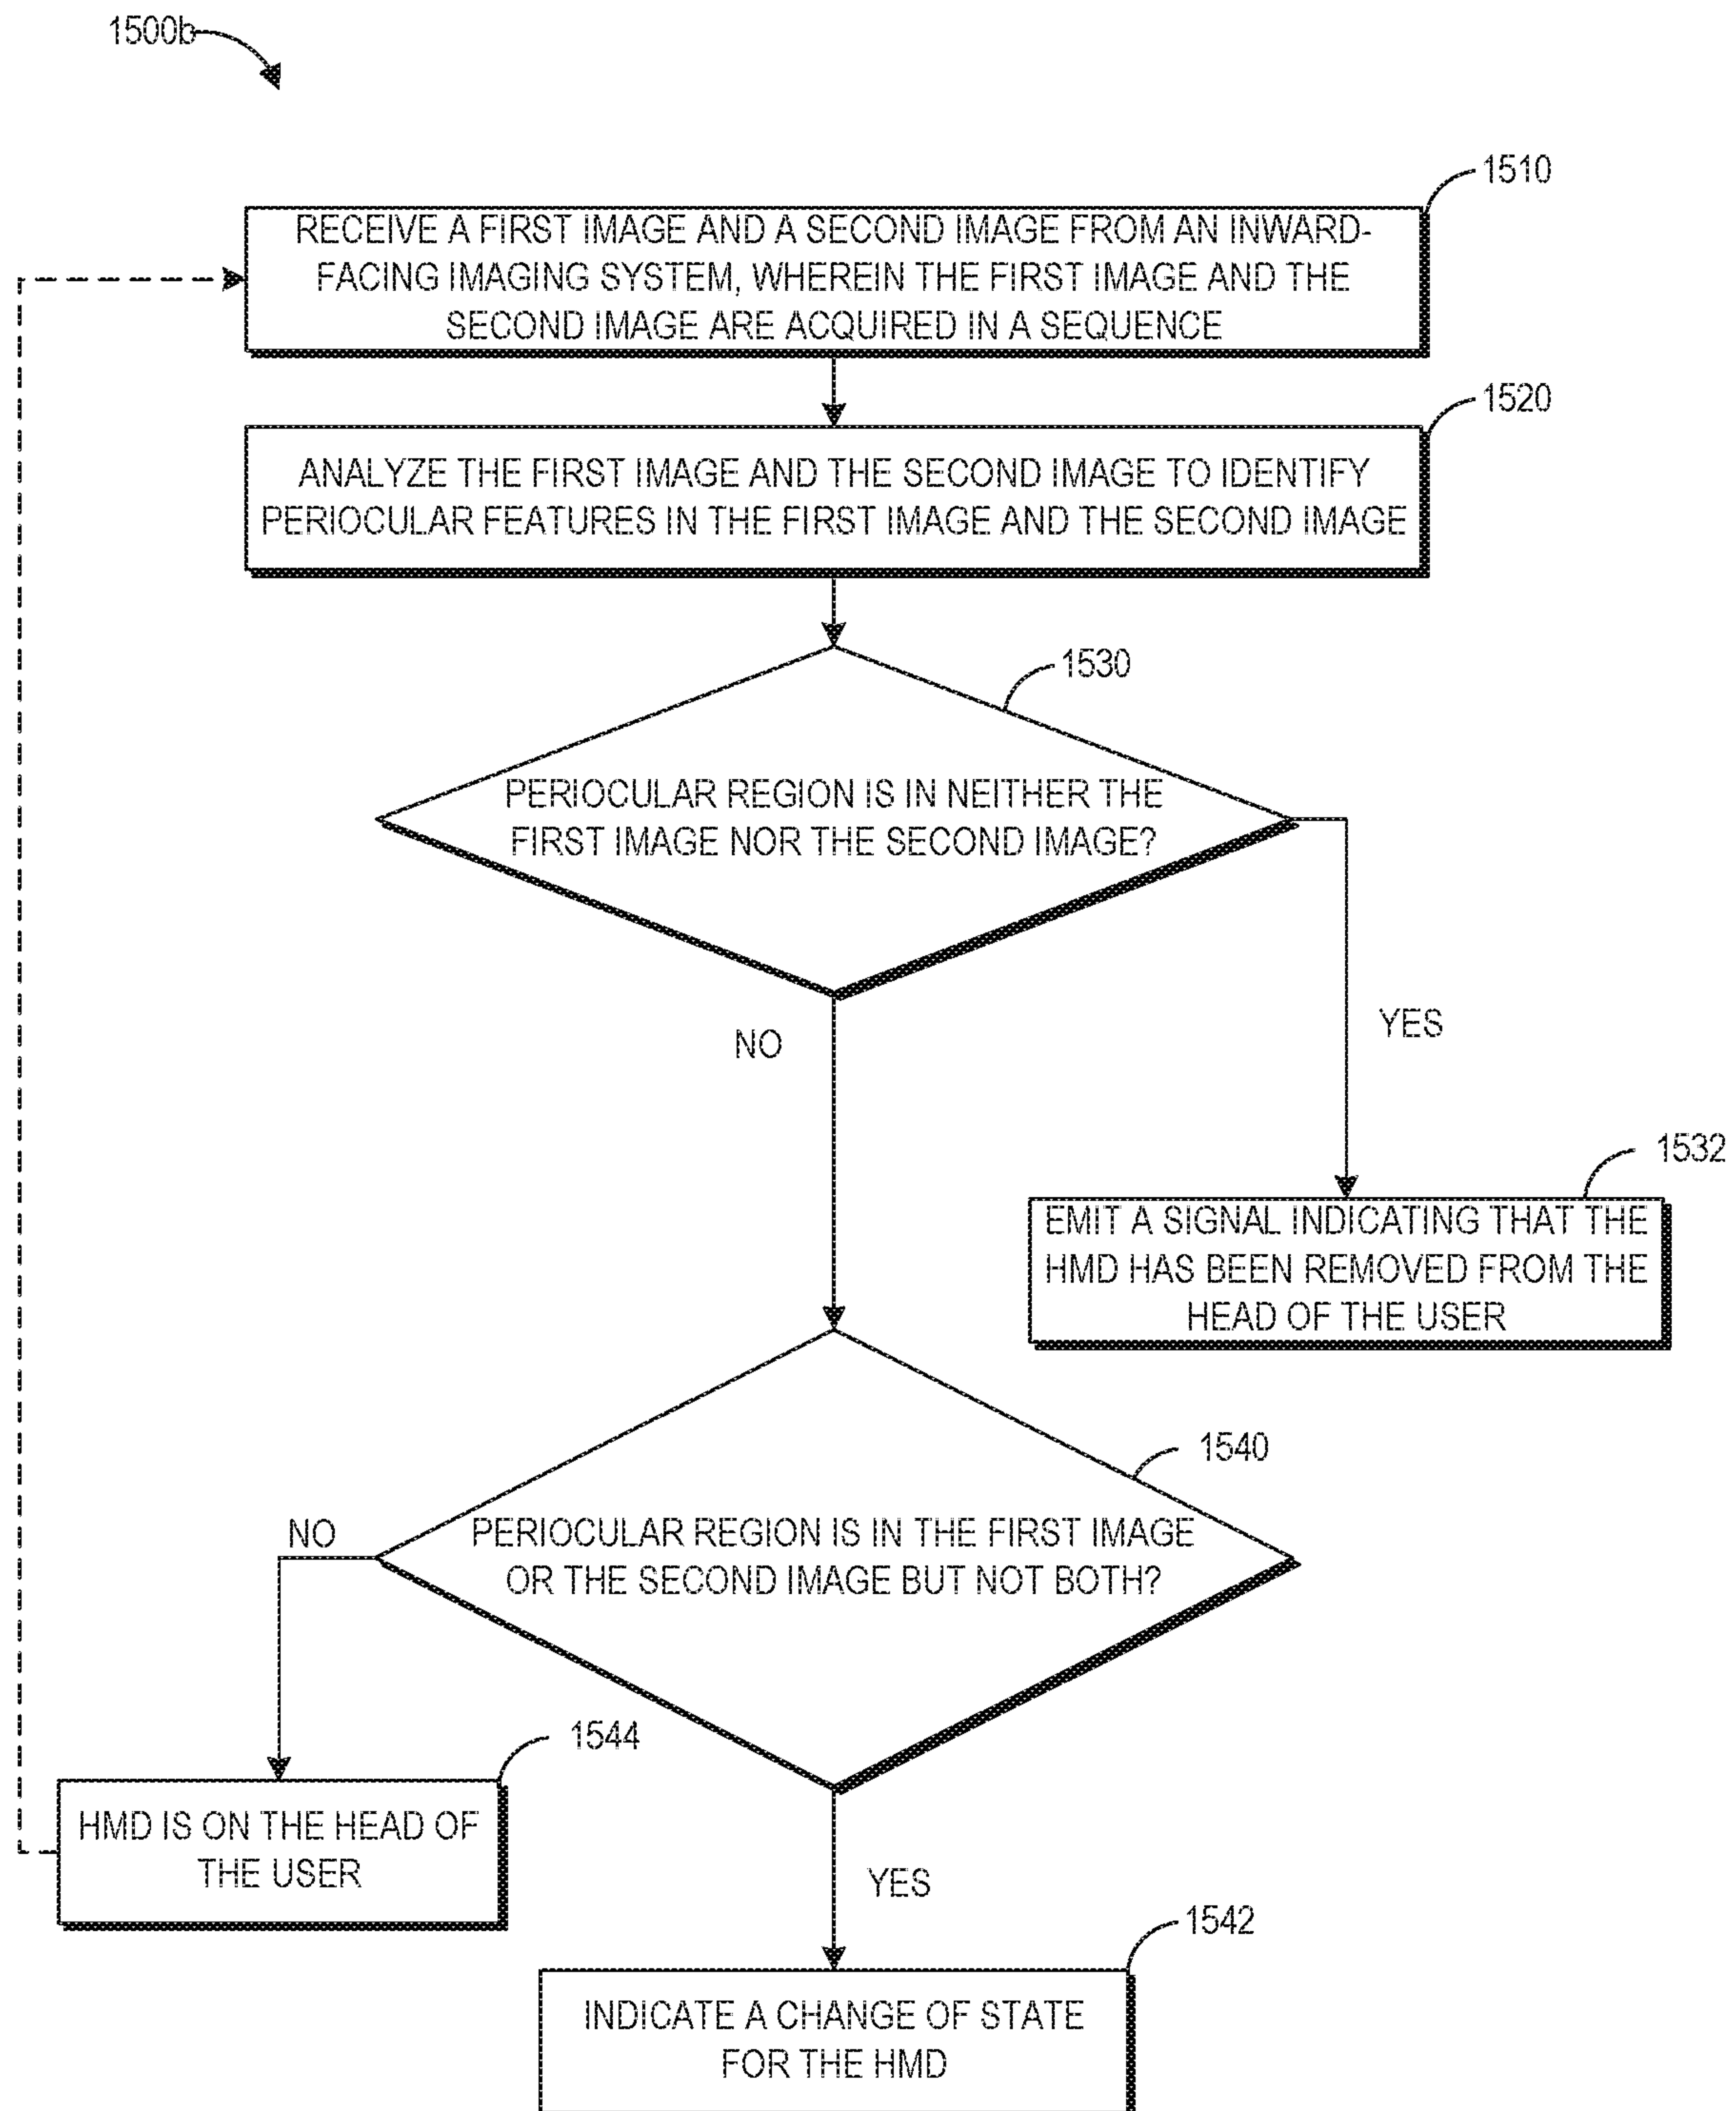 1500b
1510
RECEIVE A FIRST IMAGE AND A SECOND IMAGE FROM AN INWARD-
FACING IMAGING SYSTEM, WHEREIN THE FIRST IMAGE AND THE
SECOND IMAGE ARE ACQUIRED IN A SEQUENCE
1520
ANALYZE THE FIRST IMAGE AND THE SECOND IMAGE TO IDENTIFY
PERIOCULAR FEATURES IN THE FIRST IMAGE AND THE SECOND IMAGE
1530
PERIOCULAR REGION IS IN NEITHER THE
FIRST IMAGE NOR THE SECOND IMAGE?
YES
NO
1532
EMIT A SIGNAL INDICATING THAT THE
HMD HAS BEEN REMOVED FROM THE
HEAD OF THE USER
1540
PERIOCULAR REGION IS IN THE FIRST IMAGE
OR THE SECOND IMAGE BUT NOT BOTH?
NO
1544
HMD IS ON THE HEAD OF
THE USER
YES
1542
INDICATE A CHANGE OF STATE
FOR THE HMD